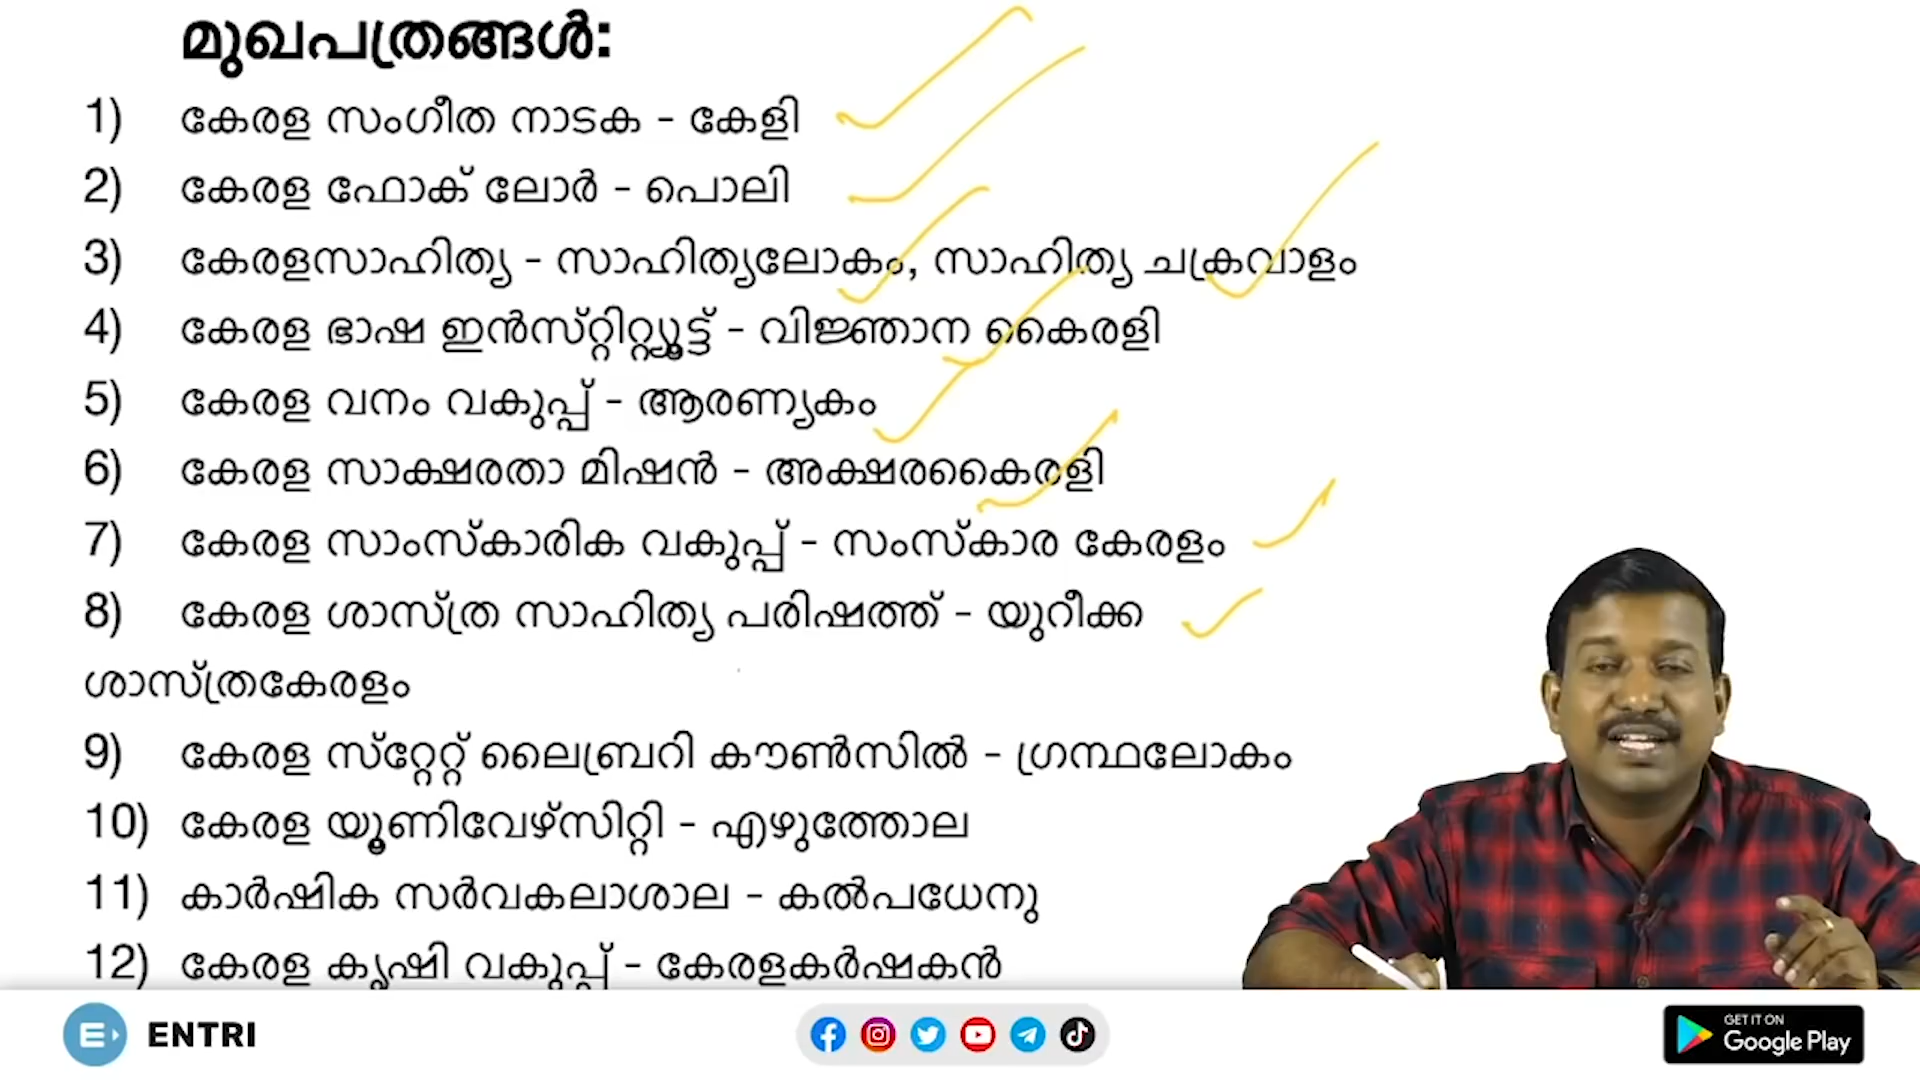 മുഖപത്രങ്ങൾ:
1) കേരള സംഗീത നാടക - കേളി
2) കേരള ഫോക് ലോർ - പൊലി
3) കേരളസാഹിത്യ - സാഹിത്യലോകം, സാഹിത്യ ചക്രവാളം
4) കേരള ഭാഷ ഇൻസ്റ്റിറ്റ്യൂട്ട് - വിജ്ഞാന കൈരളി
5) കേരള വനം വകുപ്പ് - ആരണ്യകം
6) കേരള സാക്ഷരതാ മിഷൻ - അക്ഷരകൈരളി
7) കേരള സാംസ്കാരിക വകുപ്പ് - സംസ്കാര കേരളം
8) കേരള ശാസ്ത്ര സാഹിത്യ പരിഷത്ത് - യുറീക്ക
ശാസ്ത്രകേരളം
9) കേരള സ്റ്റേറ്റ് ലൈബ്രറി കൗൺസിൽ - ഗ്രന്ഥലോകം
10) കേരള യൂണിവേഴ്സിറ്റി - എഴുത്തോല
11) കാർഷിക സർവകലാശാല - കൽപധേനു
12) കേരള കൃഷി വകുപ്പ് - കേരളകർഷകൻ
ENTRI
GET IT ON
Google Play